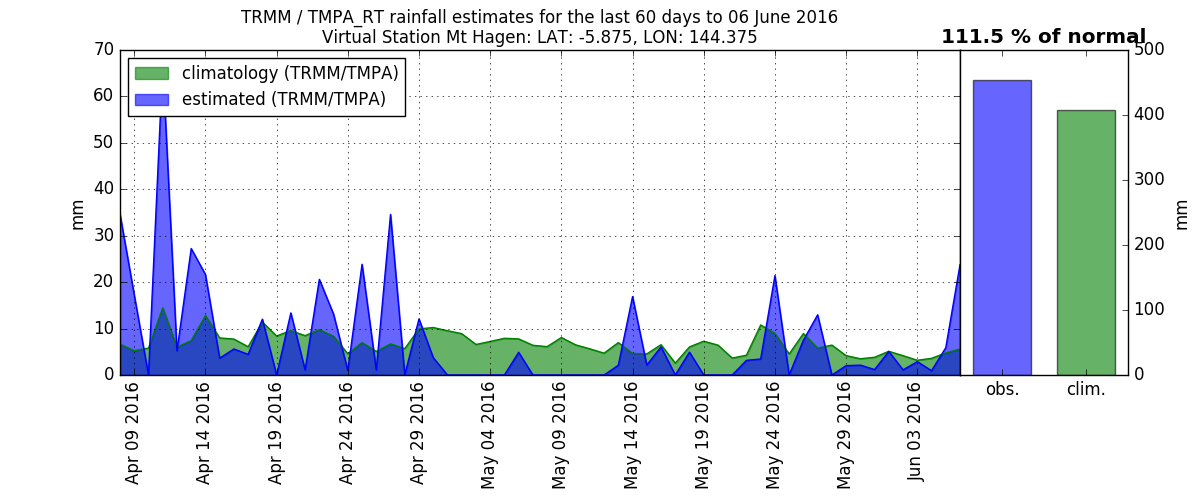 TRMM / TMPA_RT rainfall estimates for the last 60 days to 06 June 2016
Virtual Station Mt Hagen: LAT: -5.875, LON: 144.375
111.5 % of normal
climatology (TRMM/TMPA)
estimated (TRMM/TMPA)
mm
70
60
50
40
30
20
10
0
Apr 09 2016
Apr 14 2016
Apr 19 2016
Apr 24 2016
Apr 29 2016
May 04 2016
May 09 2016
May 14 2016
May 19 2016
May 24 2016
May 29 2016
Jun 03 2016
obs.
clim.
500
400
300
200
100
0
mm